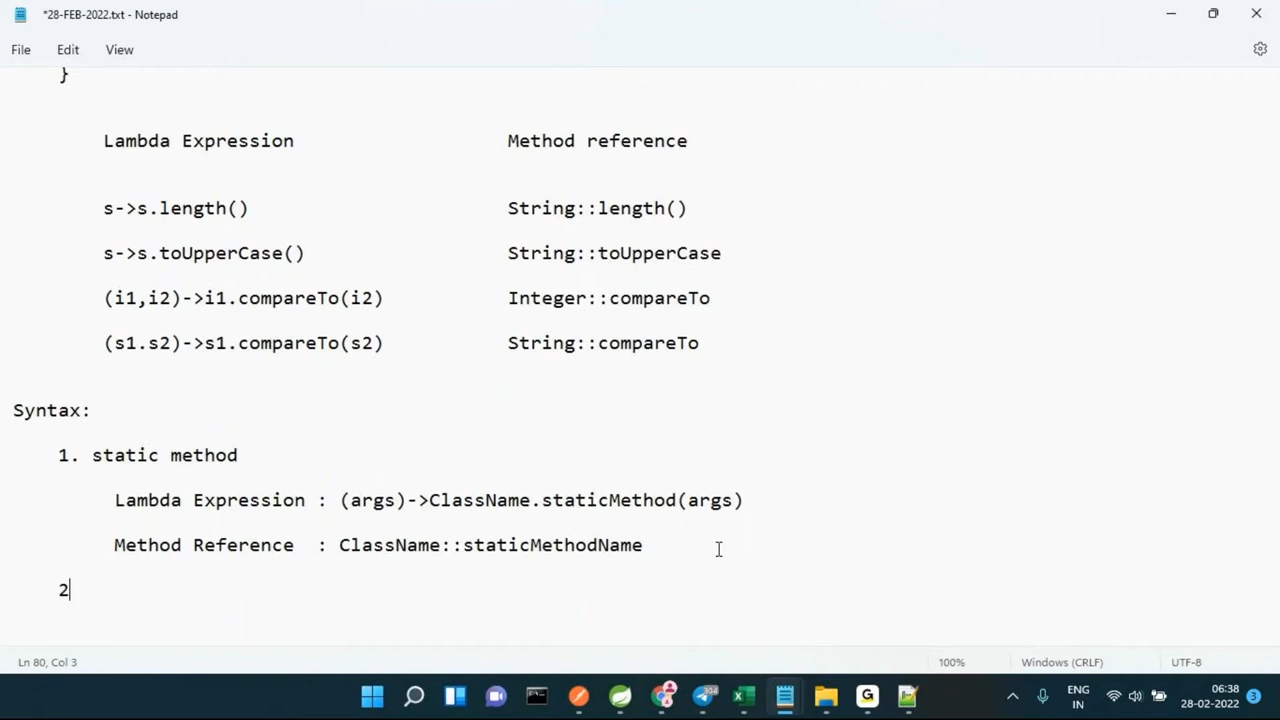 *28-FEB-2022.txt - Notepad
File Edit View
}
Lambda Expression Method reference
s->s.length() String::length()
s->s.toUpperCase() String::toUpperCase
(i1,i2)->i1.compareTo(i2) Integer::compareTo
(s1.s2)->s1.compareTo(s2) String::compareTo
Syntax:
1. static method
Lambda Expression : (args)->ClassName.staticMethod(args)
Method Reference : ClassName::staticMethodName
2
Ln 80, Col 3 100% Windows (CRLF) UTF-8
304
ENG
IN
06:38
28-02-2022
3